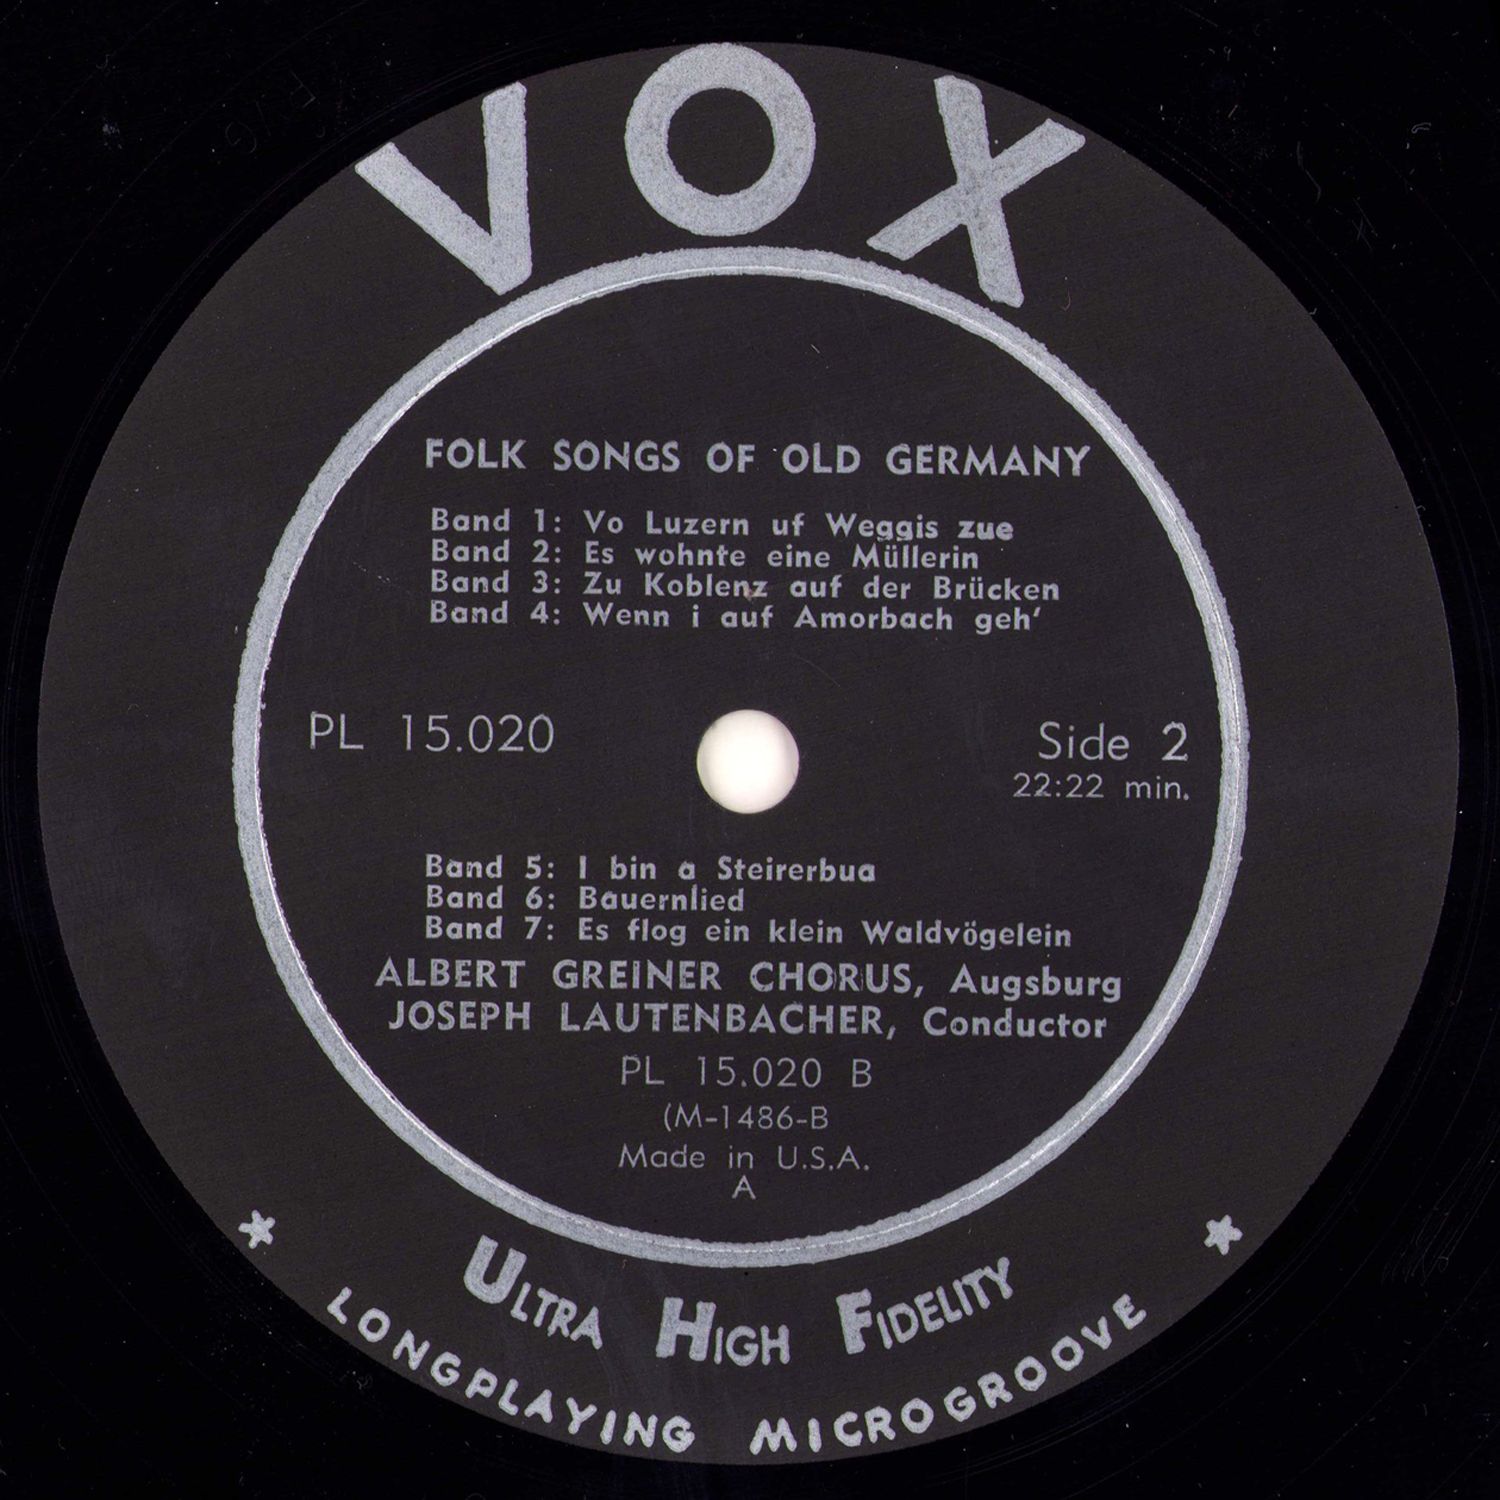 VOX
FOLK SONGS OF OLD GERMANY
Band 1: Vo Luzern uf Weggis zue
Band 2: Es wohnte eine Müllerin
Band 3: Zu Koblenz auf der Brücken
Band 4: Wenn i auf Amorbach geh'
PL 15.020
Side 2
22:22 min.
Band 5: I bin a Steirerbua
Band 6: Bauernlied
Band 7: Es flog ein klein Waldvögelein
ALBERT GREINER CHORUS, Augsburg
JOSEPH LAUTENBACHER, Conductor
PL 15.020 B
(M-1486-B
Made in U.S.A.
A
ULTRA HIGH FIDELITY
* LONGPLAYING MICROGROOVE *